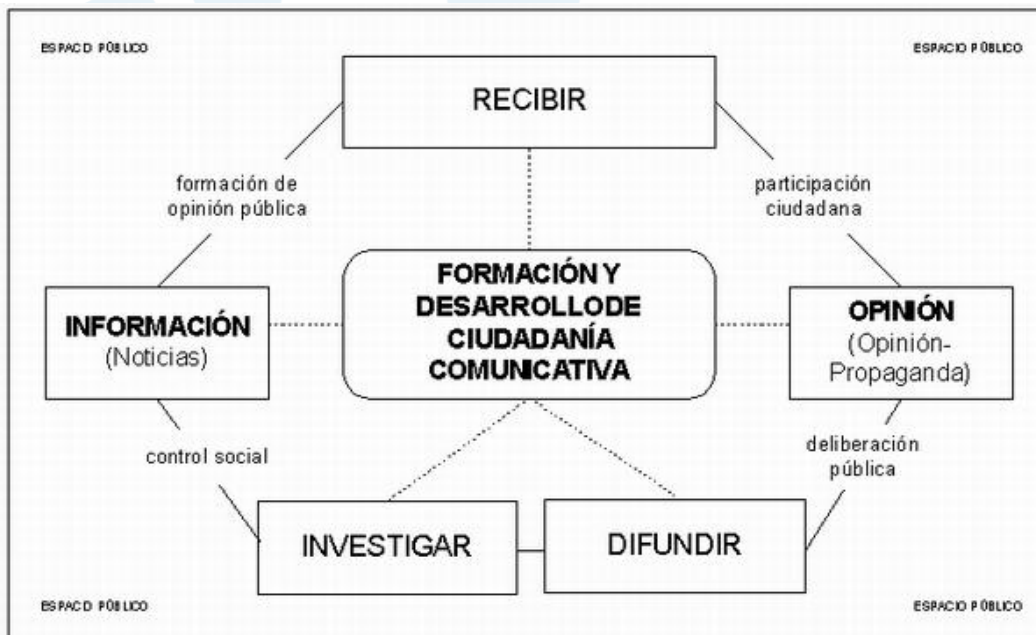 ESPACIO PÚBLICO
ESPACIO PÚBLICO
RECIBIR
formación de
opinión pública
participación
ciudadana
INFORMACIÓN
(Noticias)
FORMACIÓN Y
DESARROLLODE
CIUDADANÍA
COMUNICATIVA
OPINIÓN
(Opinión-
Propaganda)
control social
deliberación
pública
INVESTIGAR
DIFUNDIR
ESPACIO PÚBLICO
ESPACIO PÚBLICO